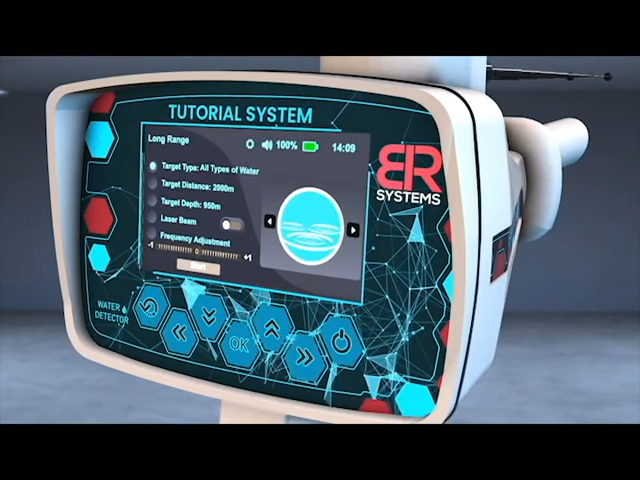 TUTORIAL SYSTEM
Long Range
100%
14:09
Target Type: All Types of Water
Target Distance: 2000m
Target Depth: 950m
Laser Beam
Frequency Adjustment
-1
0
+1
Start
BR
SYSTEMS
WATER
DETECTOR
OK